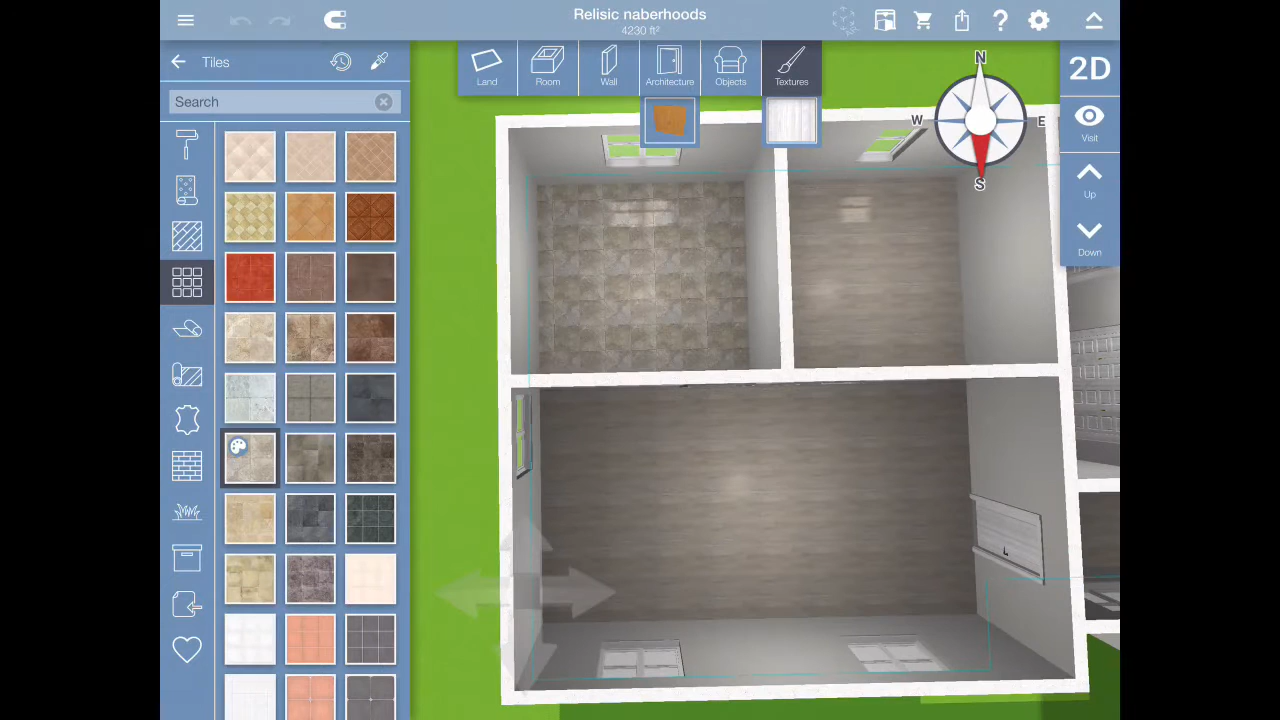 Relisic naberhoods
4230 ft²
Tiles
Search
Land
Room
Wall
Architecture
Objects
Textures
N
W
E
S
2D
Visit
Up
Down